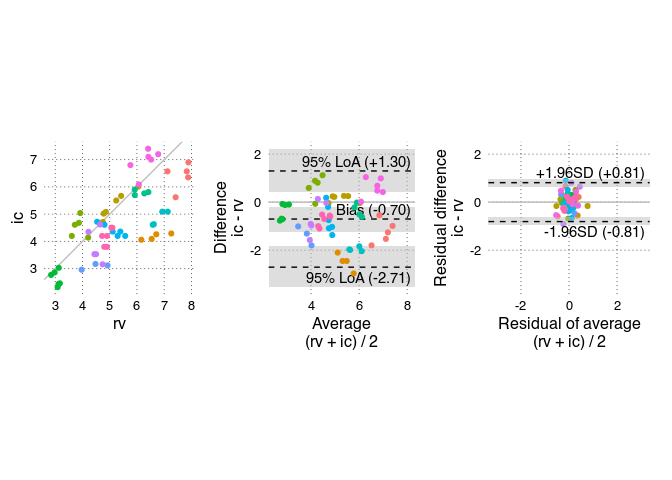 7
6
5
4
3
ic
3 4 5 6 7 8
rv
2
0
-2
Difference
ic - rv
95% LoA (+1.30)
Bias (-0.70)
95% LoA (-2.71)
4 6 8
Average
(rv + ic) / 2
2
0
-2
Residual difference
ic - rv
+1.96SD (+0.81)
-1.96SD (-0.81)
-2 0 2
Residual of average
(rv + ic) / 2